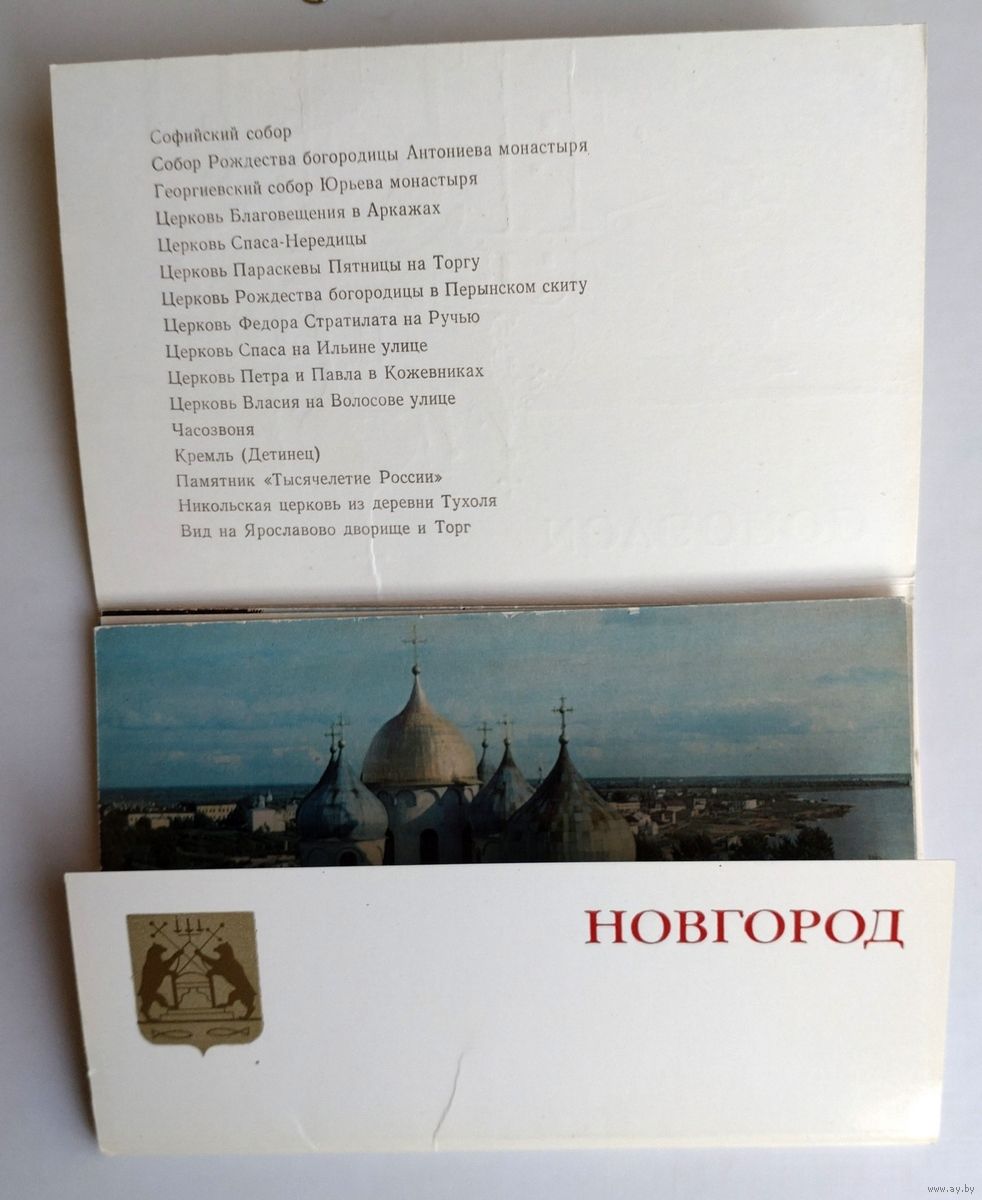 Софийский собор
Собор Рождества богородицы Антониева монастыря
Георгиевский собор Юрьева монастыря
Церковь Благовещения в Аркажах
Церковь Спаса-Нередицы
Церковь Параскевы Пятницы на Торгу
Церковь Рождества богородицы в Перынском скиту
Церковь Федора Стратилата на Ручью
Церковь Спаса на Ильине улице
Церковь Петра и Павла в Кожевниках
Церковь Власия на Волосове улице
Часозвоня
Кремль (Детинец)
Памятник «Тысячелетие России»
Никольская церковь из деревни Тухоля
Вид на Ярославово дворище и Торг
НОВГОРОД
www.ay.by